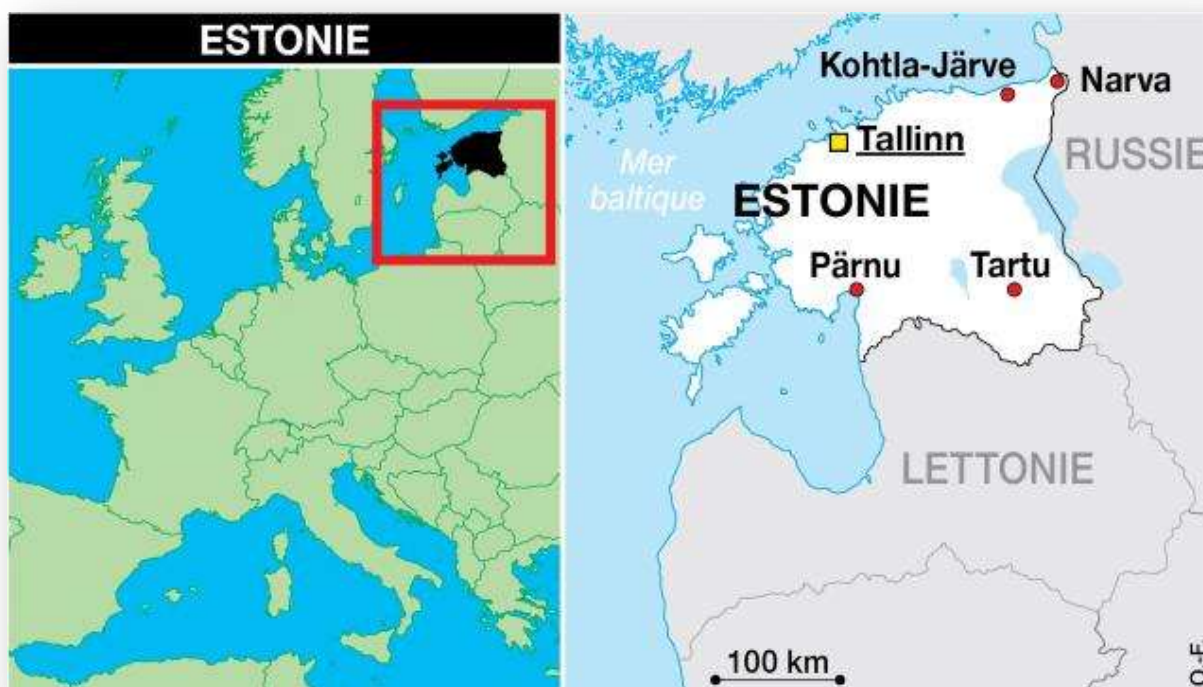 ESTONIE
Kohtla-Järve
Narva
Tallinn
RUSSIE
Mer
baltique
ESTONIE
Pärnu
Tartu
LETTONIE
100 km
O.-F.